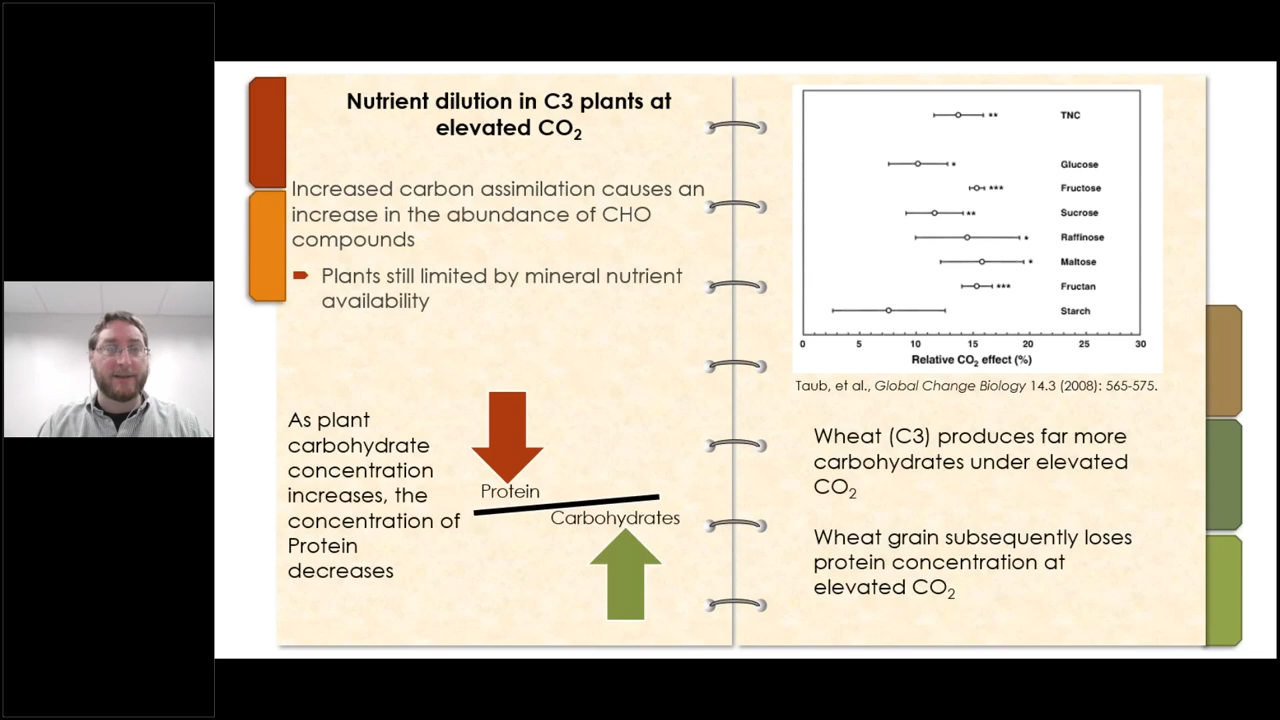 Nutrient dilution in C3 plants at
elevated CO₂
Increased carbon assimilation causes an
increase in the abundance of CHO
compounds
Plants still limited by mineral nutrient
availability
As plant
carbohydrate
concentration
increases, the
concentration of
Protein
decreases
Protein
Carbohydrates
TNC
**
Glucose
*
Fructose
***
Sucrose
**
Raffinose
*
Maltose
*
Fructan
***
Starch
0 5 10 15 20 25 30
Relative CO₂ effect (%)
Taub, et al., Global Change Biology 14.3 (2008): 565-575.
Wheat (C3) produces far more
carbohydrates under elevated
CO₂
Wheat grain subsequently loses
protein concentration at
elevated CO₂